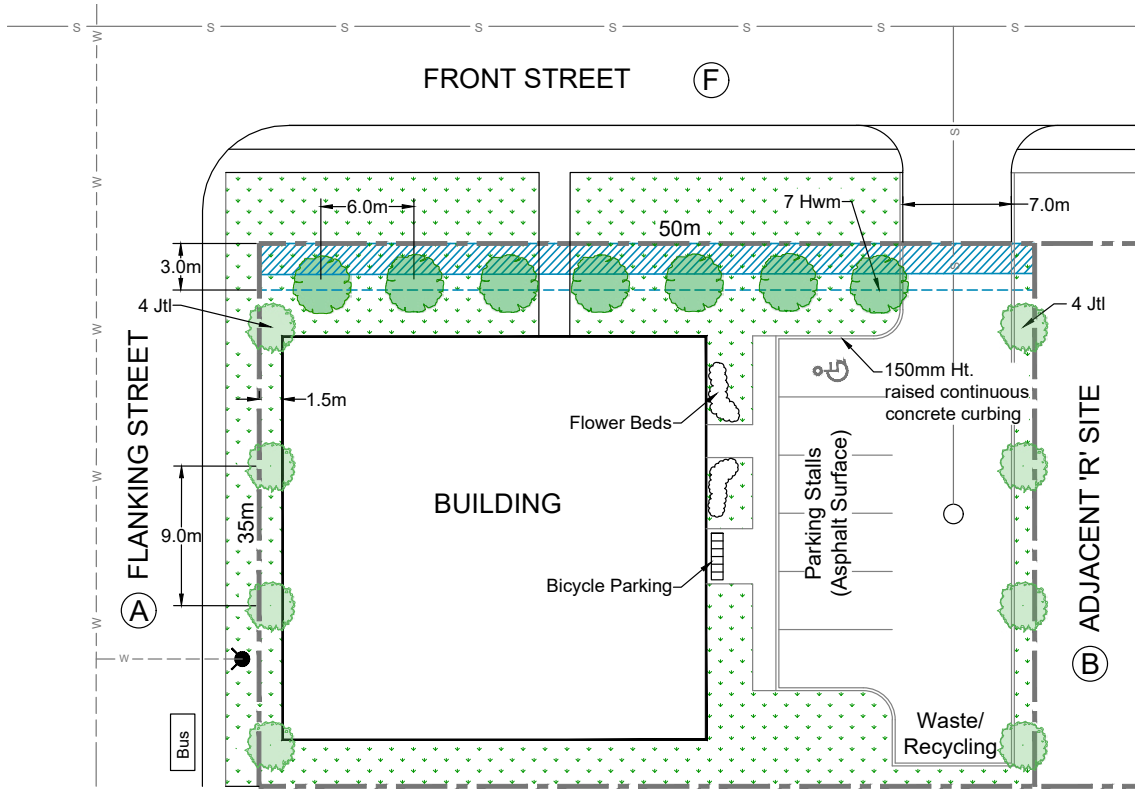 S S S S S S S S
W
FRONT STREET F
W
S
W
6.0m
7 Hwm
7.0m
50m
W
3.0m
S
4 Jtl
4 Jtl
W
150mm Ht.
raised continuous
concrete curbing
1.5m
W
Flower Beds
FLANKING STREET
A
35m
9.0m
BUILDING
Parking Stalls
(Asphalt Surface)
ADJACENT 'R' SITE
B
Bicycle Parking
W
W
Bus
Waste/
Recycling